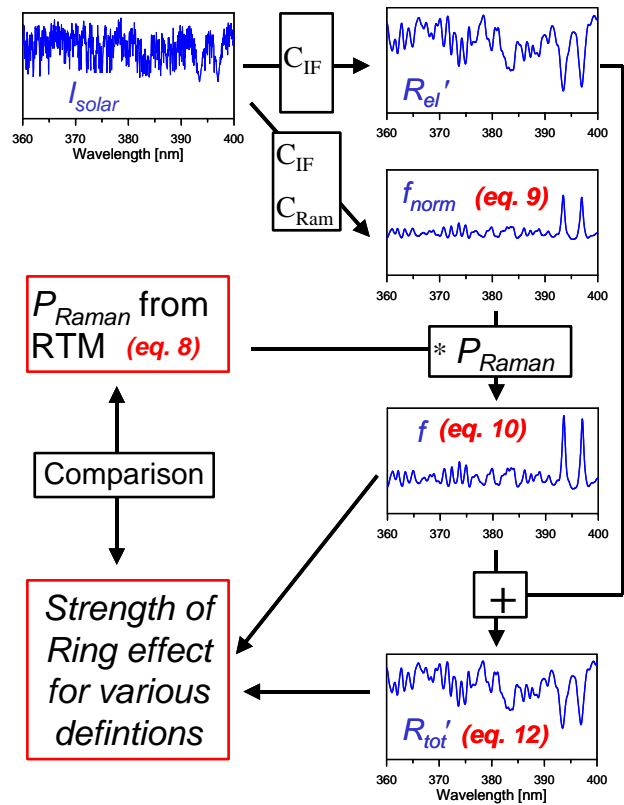 I_solar
360 370 380 390 400
Wavelength [nm]
C_IF
R_el'
360 370 380 390 400
C_IF
C_Ram
f_norm (eq. 9)
360 370 380 390 400
P_Raman from
RTM (eq. 8)
* P_Raman
f (eq. 10)
360 370 380 390 400
Comparison
+
Strength of
Ring effect
for various
defintions
R_tot' (eq. 12)
360 370 380 390 400
Wavelength [nm]